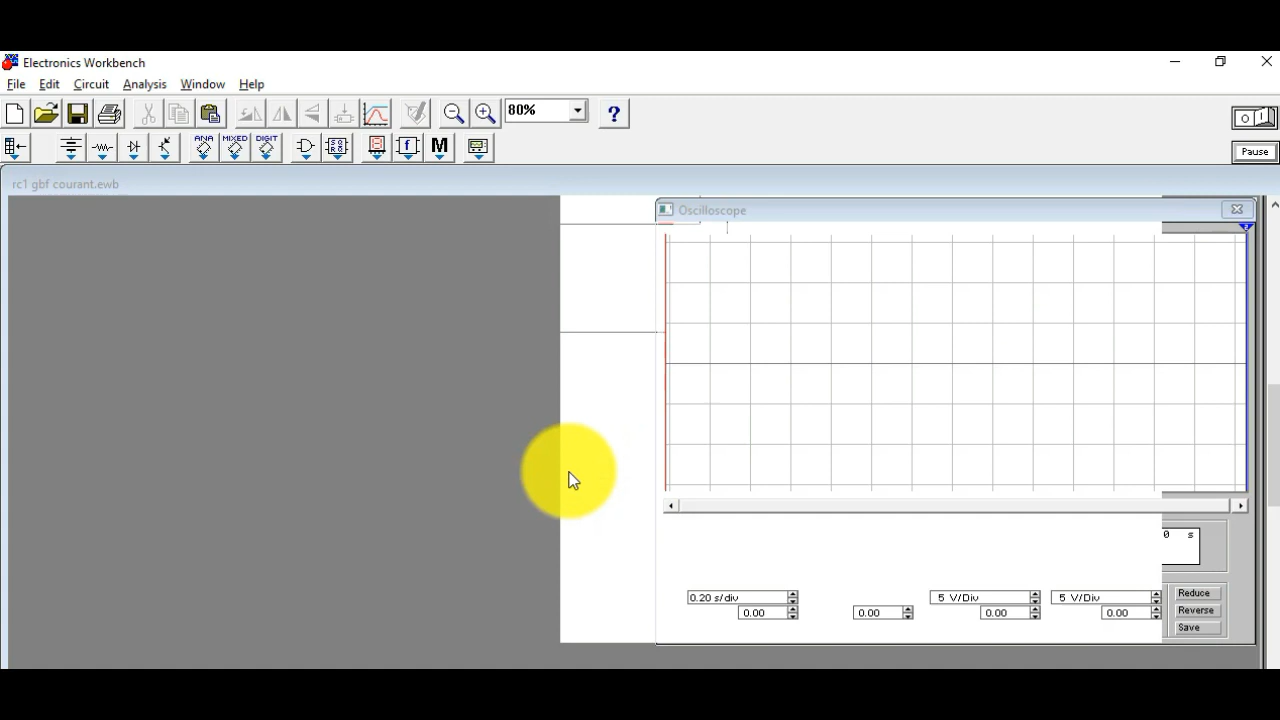 Electronics Workbench
File Edit Circuit Analysis Window Help
80% ?
Pause
ANA MIXED DIGIT
f M
rc1 gbf courant.ewb
Oscilloscope
2
0 s
0.20 s/div 5 V/Div 5 V/Div Reduce
0.00 0.00 0.00 0.00 Reverse
Save